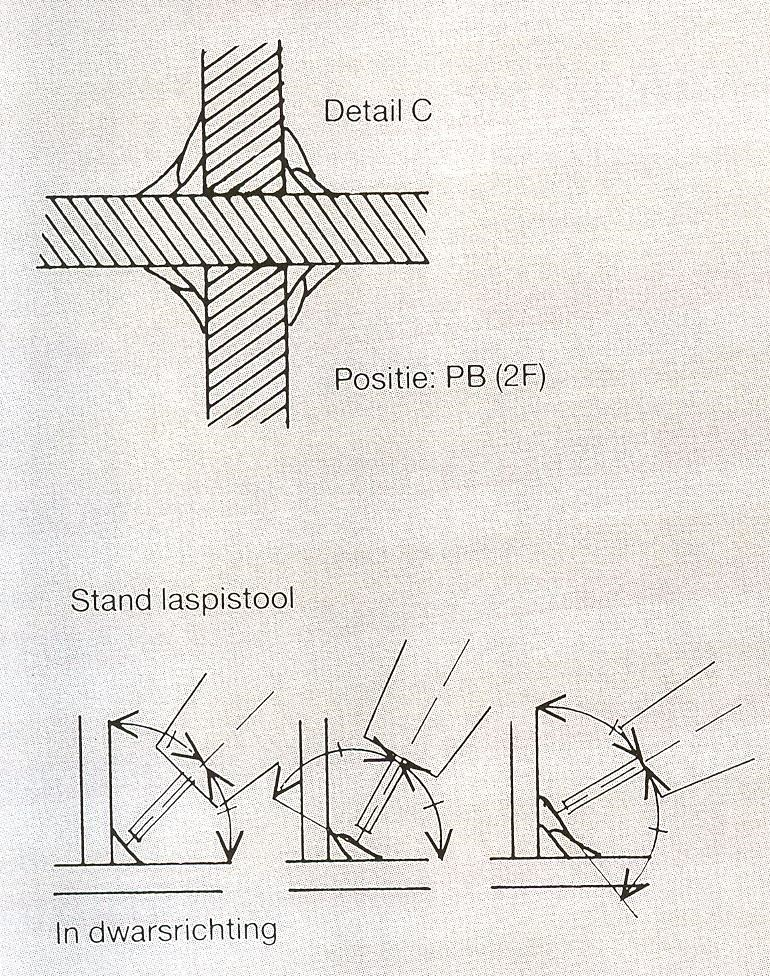 Detail C
Positie: PB (2F)
Stand laspistool
In dwarsrichting